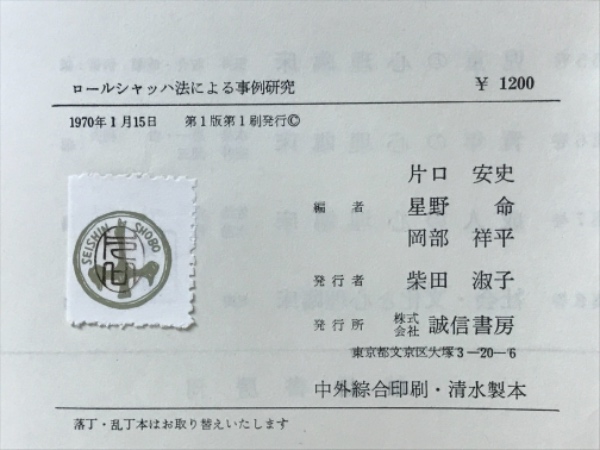 ロールシャッハ法による事例研究 ¥ 1200
1970年1月15日 第1版第1刷発行©
片口 安史
編者 星野 命
岡部 祥平
発行者 柴田 淑子
発行所 株式会社 誠信書房
東京都文京区大塚3-20-6
中外綜合印刷・清水製本
落丁・乱丁本はお取り替えいたします
SEISHIN SHOBO